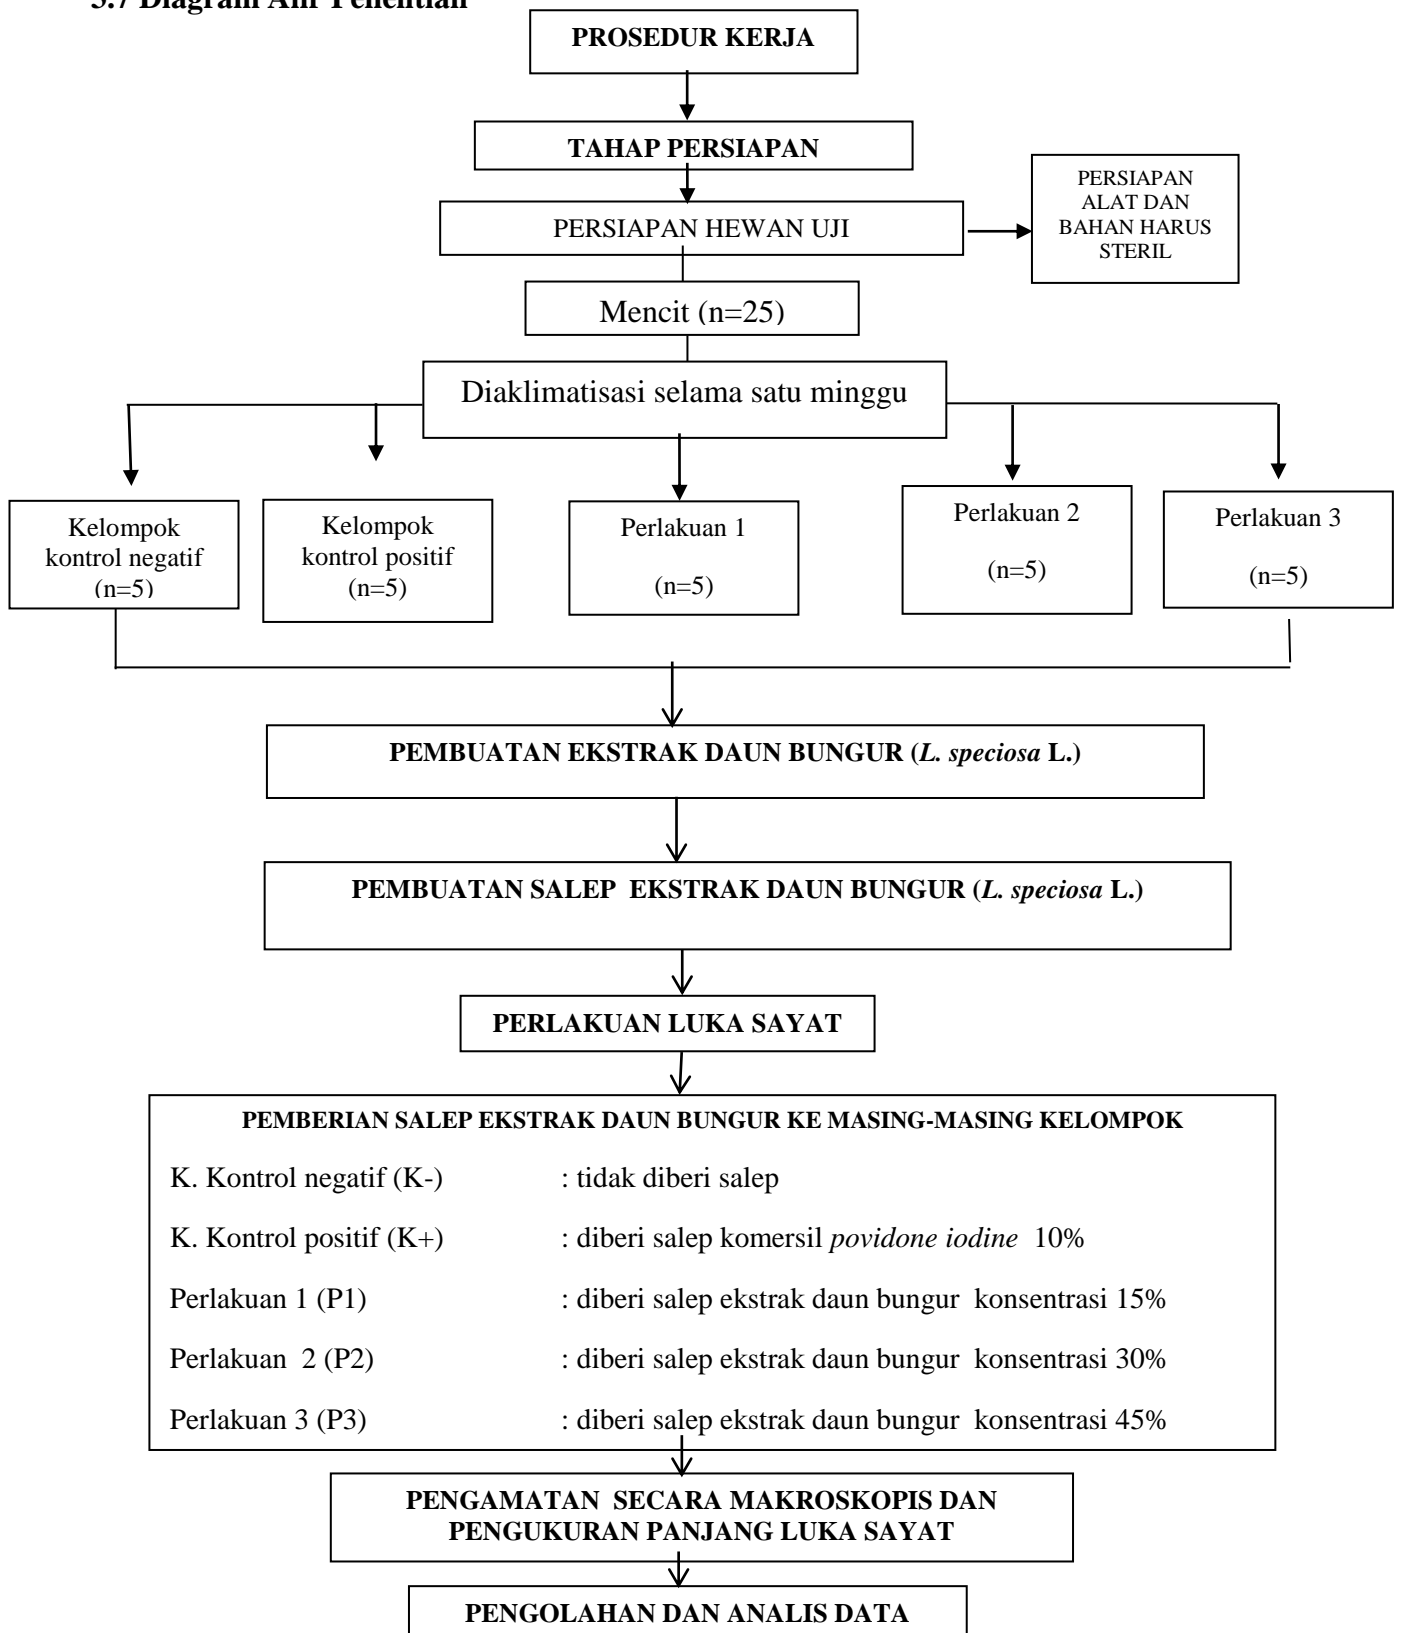 3.7 Diagram Alir Penelitian
PROSEDUR KERJA
TAHAP PERSIAPAN
PERSIAPAN HEWAN UJI
PERSIAPAN
ALAT DAN
BAHAN HARUS
STERIL
Mencit (n=25)
Diaklimatisasi selama satu minggu
Kelompok
kontrol negatif
(n=5)
Kelompok
kontrol positif
(n=5)
Perlakuan 1
(n=5)
Perlakuan 2
(n=5)
Perlakuan 3
(n=5)
PEMBUATAN EKSTRAK DAUN BUNGUR (L. speciosa L.)
PEMBUATAN SALEP EKSTRAK DAUN BUNGUR (L. speciosa L.)
PERLAKUAN LUKA SAYAT
PEMBERIAN SALEP EKSTRAK DAUN BUNGUR KE MASING-MASING KELOMPOK
K. Kontrol negatif (K-) : tidak diberi salep
K. Kontrol positif (K+) : diberi salep komersil povidone iodine 10%
Perlakuan 1 (P1) : diberi salep ekstrak daun bungur konsentrasi 15%
Perlakuan 2 (P2) : diberi salep ekstrak daun bungur konsentrasi 30%
Perlakuan 3 (P3) : diberi salep ekstrak daun bungur konsentrasi 45%
PENGAMATAN SECARA MAKROSKOPIS DAN
PENGUKURAN PANJANG LUKA SAYAT
PENGOLAHAN DAN ANALIS DATA